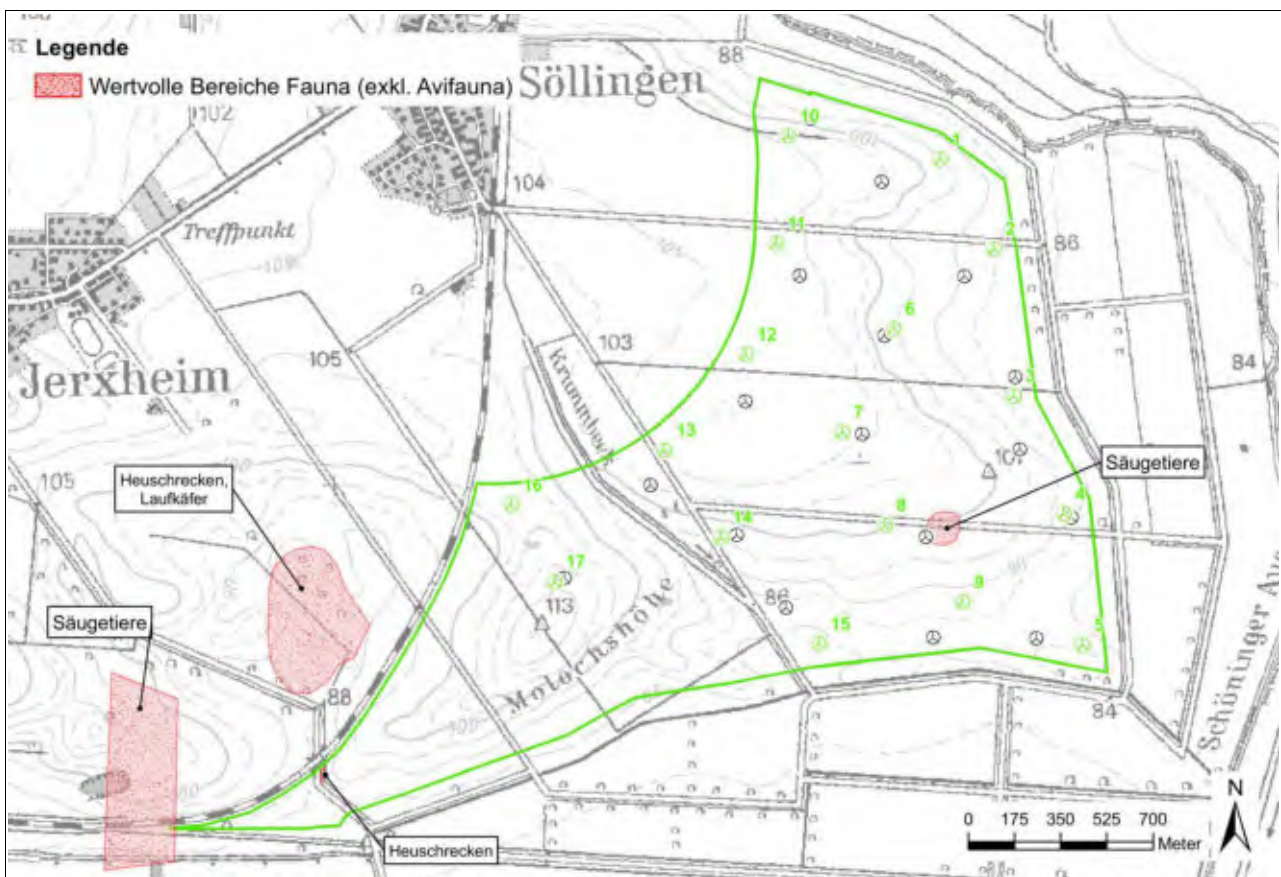 Legende
Wertvolle Bereiche Fauna (exkl. Avifauna)
Söllingen
88
102
104
10
1
Treffpunkt
11
2
86
6
105
103
12
3
84
Jerxheim
Krummbeek
7
13
Säugetiere
105
Heuschrecken,
Laufkäfer
16
14
8
4
17
113
86
9
Säugetiere
15
5
Molochshöhe
88
84
Schöninger Aue
N
0 175 350 525 700
Meter
Heuschrecken